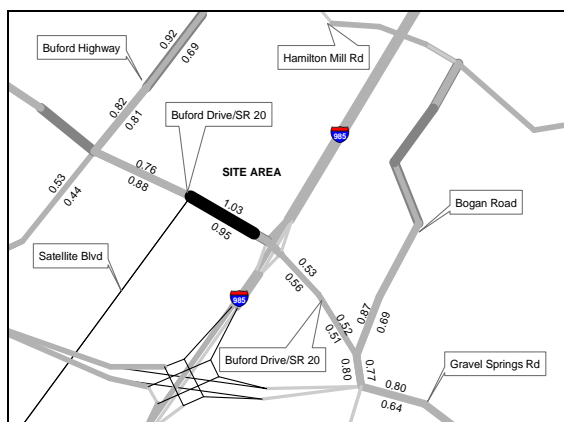 Hamilton Mill Rd
0.92
0.69
Buford Highway
0.82
0.81
Buford Drive/SR 20
985
0.76
0.88
SITE AREA
0.53
0.44
1.03
0.95
Bogan Road
Satellite Blvd
0.53
0.56
985
0.87
0.69
0.52
0.51
Buford Drive/SR 20
0.77
0.80
Gravel Springs Rd
0.80
0.64